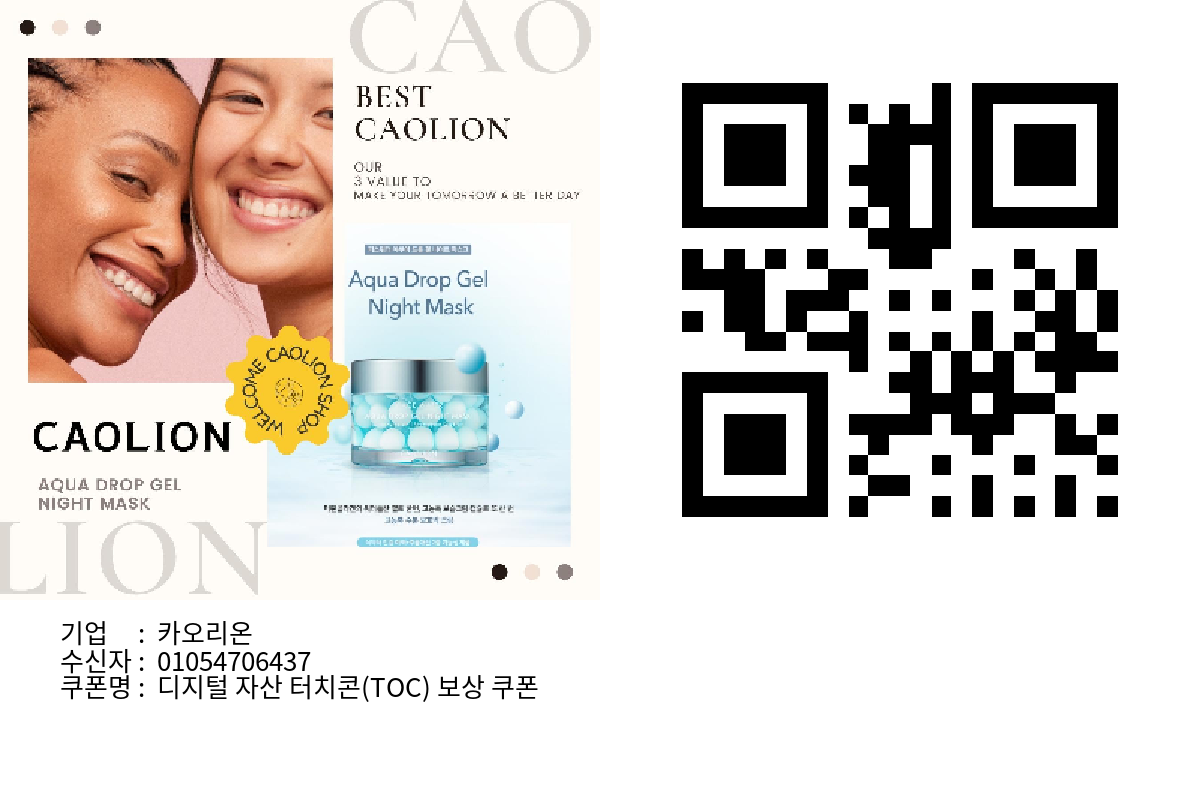 CAO
BEST
CAOLION
OUR
3 VALUE TO
MAKE YOUR TOMORROW A BETTER DAY
Aqua Drop Gel
Night Mask
WELCOME CAOLION SHOP
CAOLION
AQUA DROP GEL
NIGHT MASK
LION
기업 : 카오리온
수신자 : 01054706437
쿠폰명 : 디지털 자산 터치콘(TOC) 보상 쿠폰